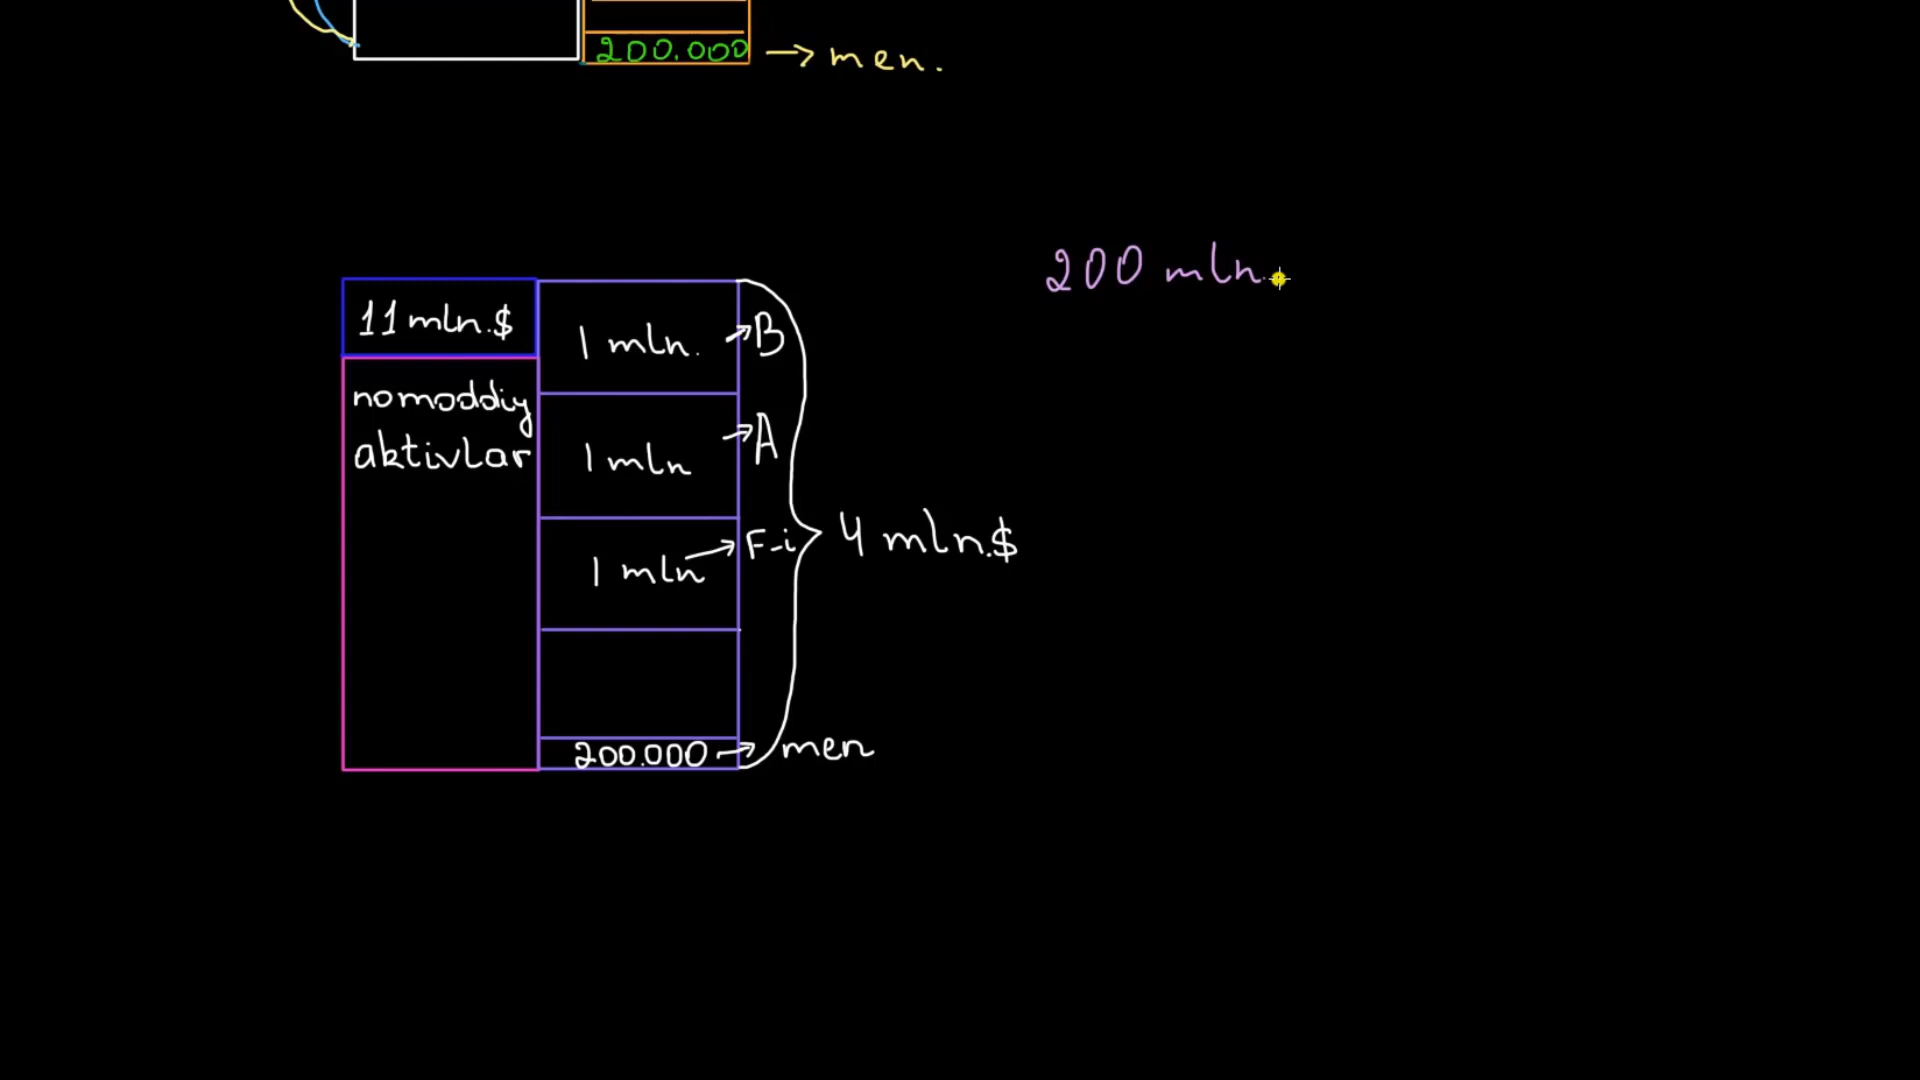 200.000 → men.
200 mln.
11 mln.$
1 mln. → B
nomoddiy
aktivlar
1 mln → A
1 mln → F-i
4 mln.$
200.000 → men